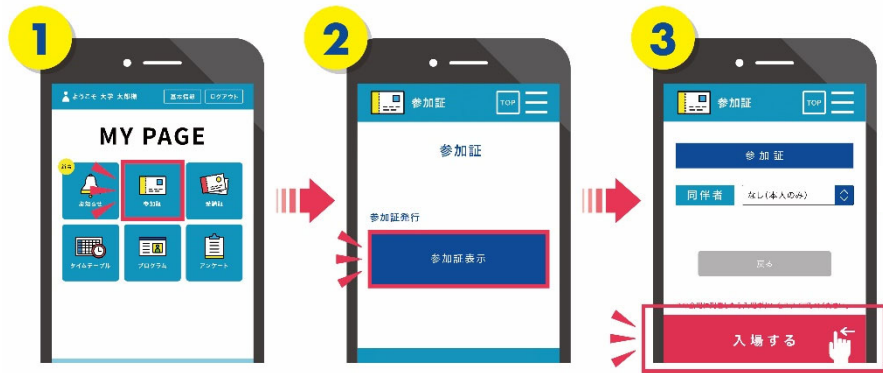 1
ようこそ 大学 太郎様
基本情報
ログアウト
MY PAGE
お知らせ
参加証
受講証
タイムテーブル
プログラム
アンケート
2
参加証
TOP
参加証
参加証発行
参加証表示
3
参加証
TOP
参加証
同伴者
なし(本人のみ)
戻る
入場する